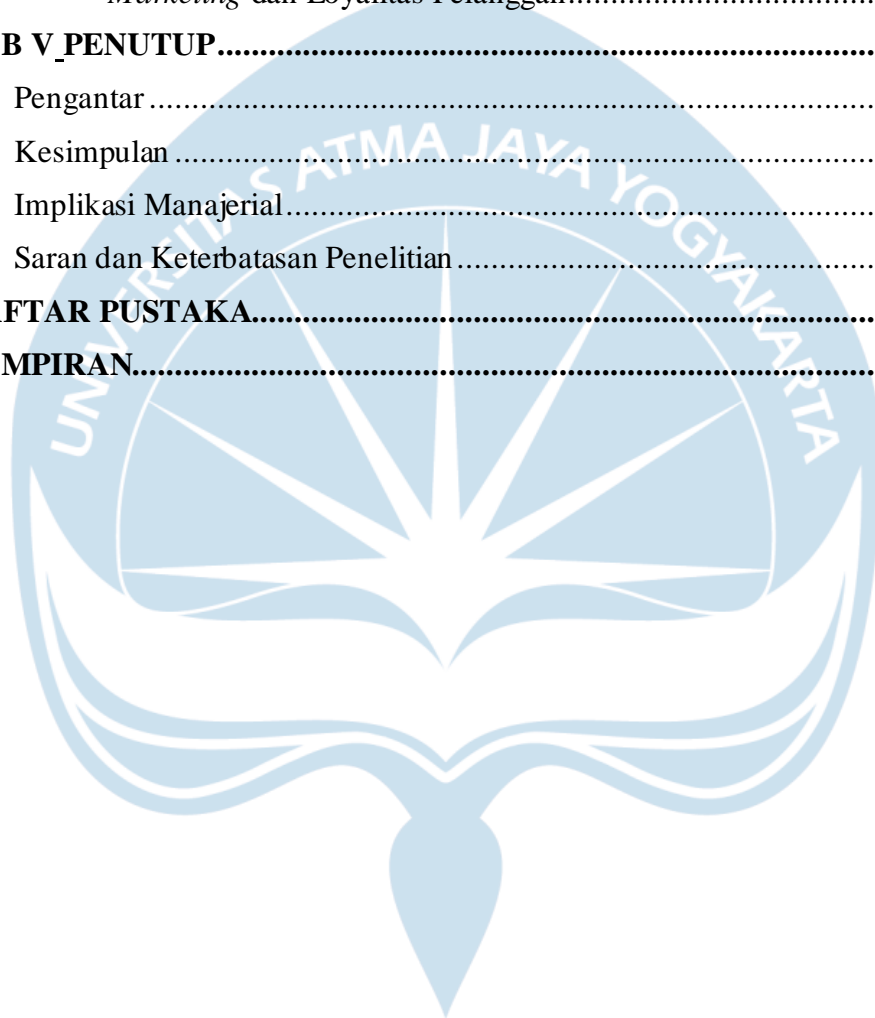 Marketing dan Loyalitas Pelanggan........................................
B V PENUTUP................................................................................
Pengantar.........................................................................................
Kesimpulan......................................................................................
Implikasi Manajerial........................................................................
Saran dan Keterbatasan Penelitian..................................................
FTAR PUSTAKA............................................................................
MPIRAN...........................................................................................
UNIVERSITAS ATMA JAYA YOGYAKARTA